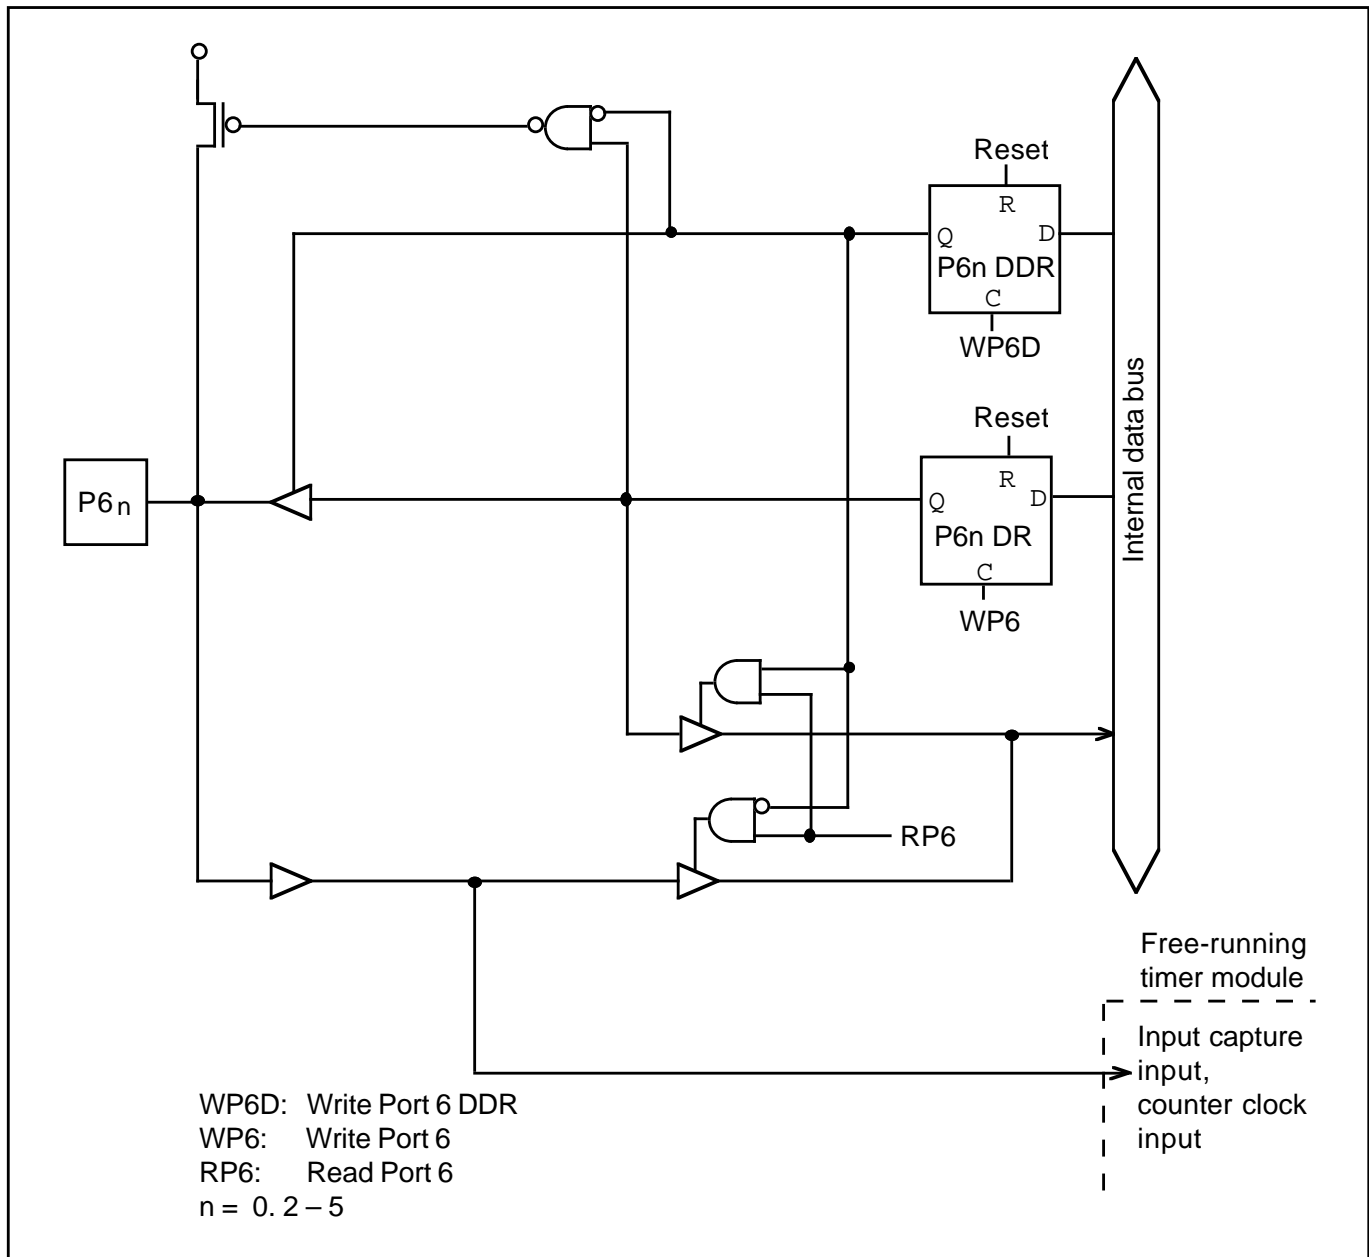 Reset
R
Q D
P6n DDR
C
WP6D
Reset
R
Q D
P6n DR
C
WP6
P6n
Internal data bus
RP6
Free-running
timer module
Input capture
input,
counter clock
input
WP6D: Write Port 6 DDR
WP6: Write Port 6
RP6: Read Port 6
n = 0. 2 – 5